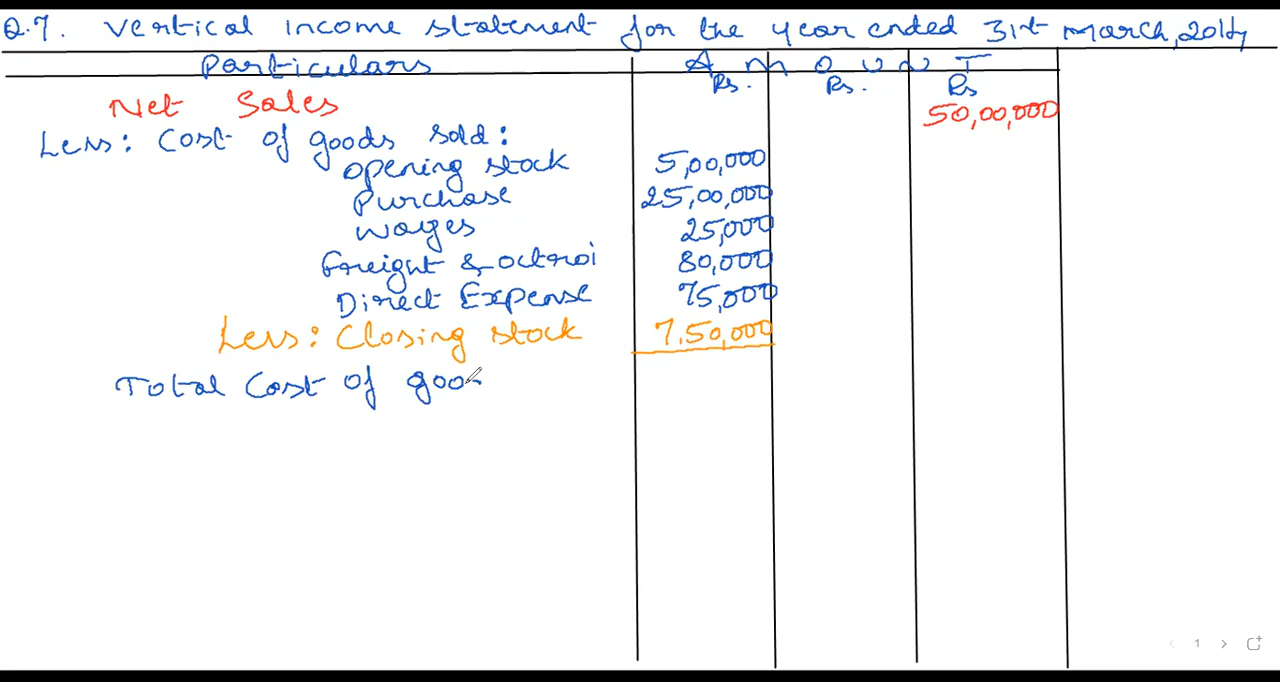 Q.7. Vertical income statement for the year ended 31st March, 2014
Particulars A m o u n T
Rs. Rs. Rs
Net Sales 50,00,000
Less: Cost of goods sold:
Opening stock 5,00,000
Purchase 25,00,000
Wages 25,000
Freight & octroi 80,000
Direct Expense 75,000
Less: Closing stock 7,50,000
Total Cost of goo
1